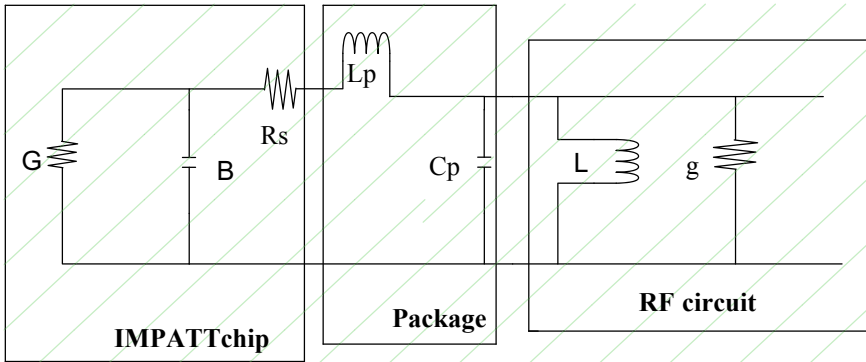 Lp
Rs
G
B
Cp
L
g
IMPATTchip
Package
RF circuit